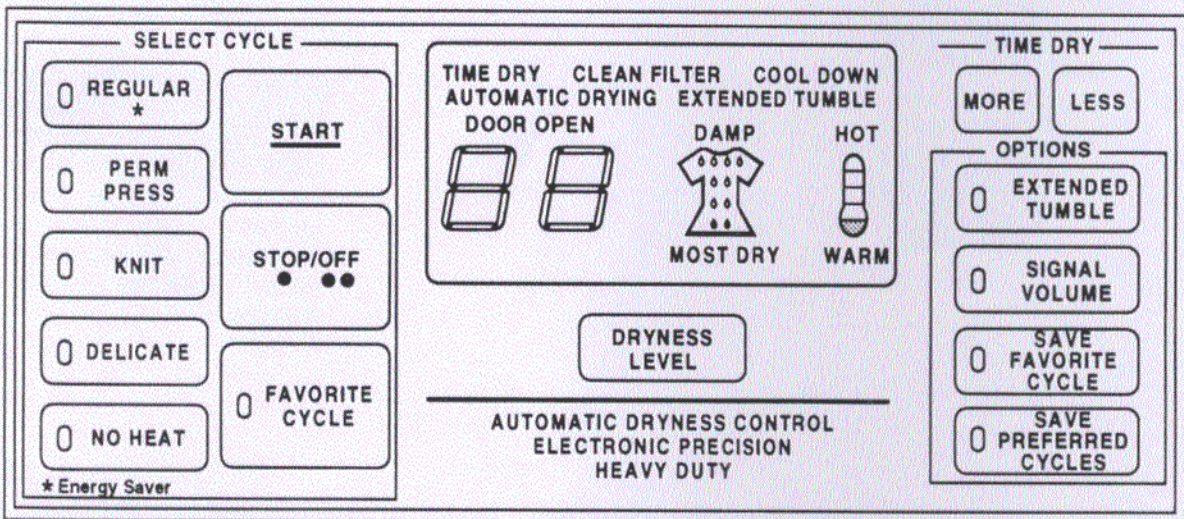 SELECT CYCLE
REGULAR
*
PERM
PRESS
KNIT
DELICATE
NO HEAT
* Energy Saver
START
STOP/OFF
FAVORITE
CYCLE
TIME DRY CLEAN FILTER COOL DOWN
AUTOMATIC DRYING EXTENDED TUMBLE
DOOR OPEN
DAMP
HOT
88
MOST DRY
WARM
DRYNESS
LEVEL
AUTOMATIC DRYNESS CONTROL
ELECTRONIC PRECISION
HEAVY DUTY
TIME DRY
MORE
LESS
OPTIONS
EXTENDED
TUMBLE
SIGNAL
VOLUME
SAVE
FAVORITE
CYCLE
SAVE
PREFERRED
CYCLES